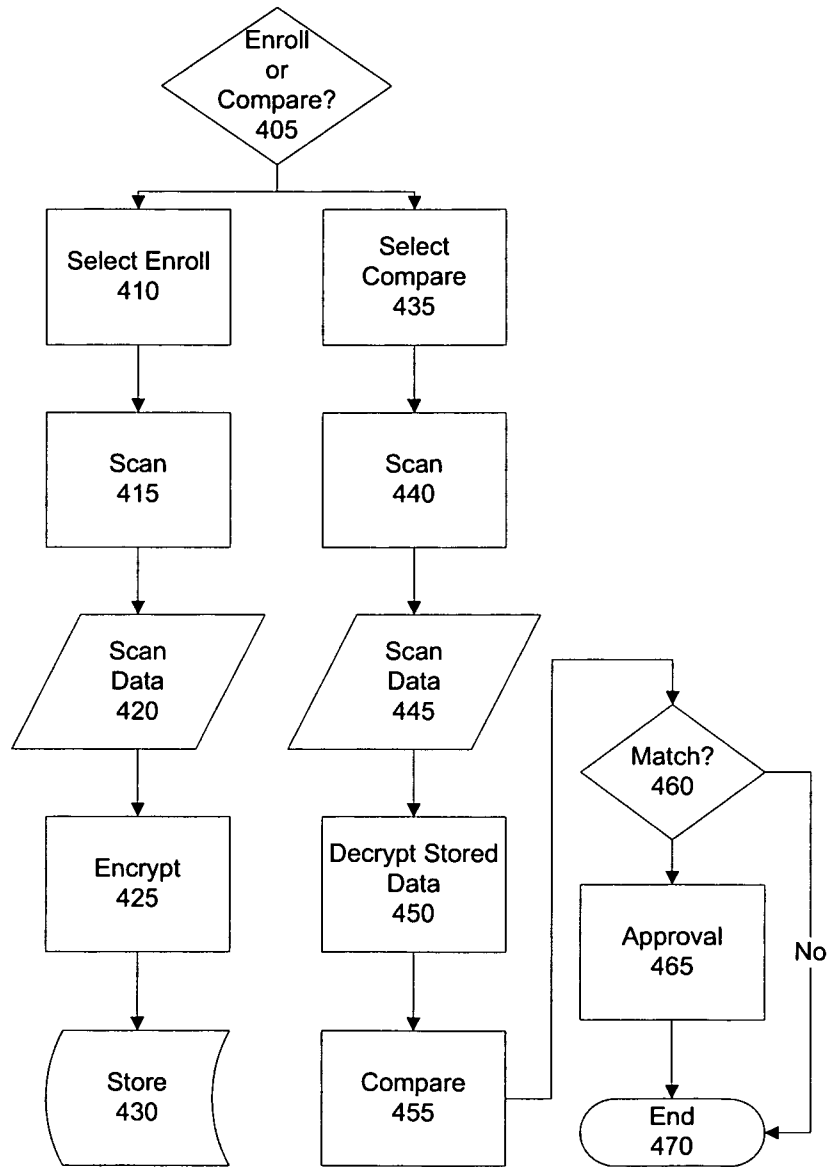 Enroll
or
Compare?
405
Select Enroll
410
Scan
415
Scan
Data
420
Encrypt
425
Store
430
Select
Compare
435
Scan
440
Scan
Data
445
Decrypt Stored
Data
450
Compare
455
Match?
460
Approval
465
No
End
470